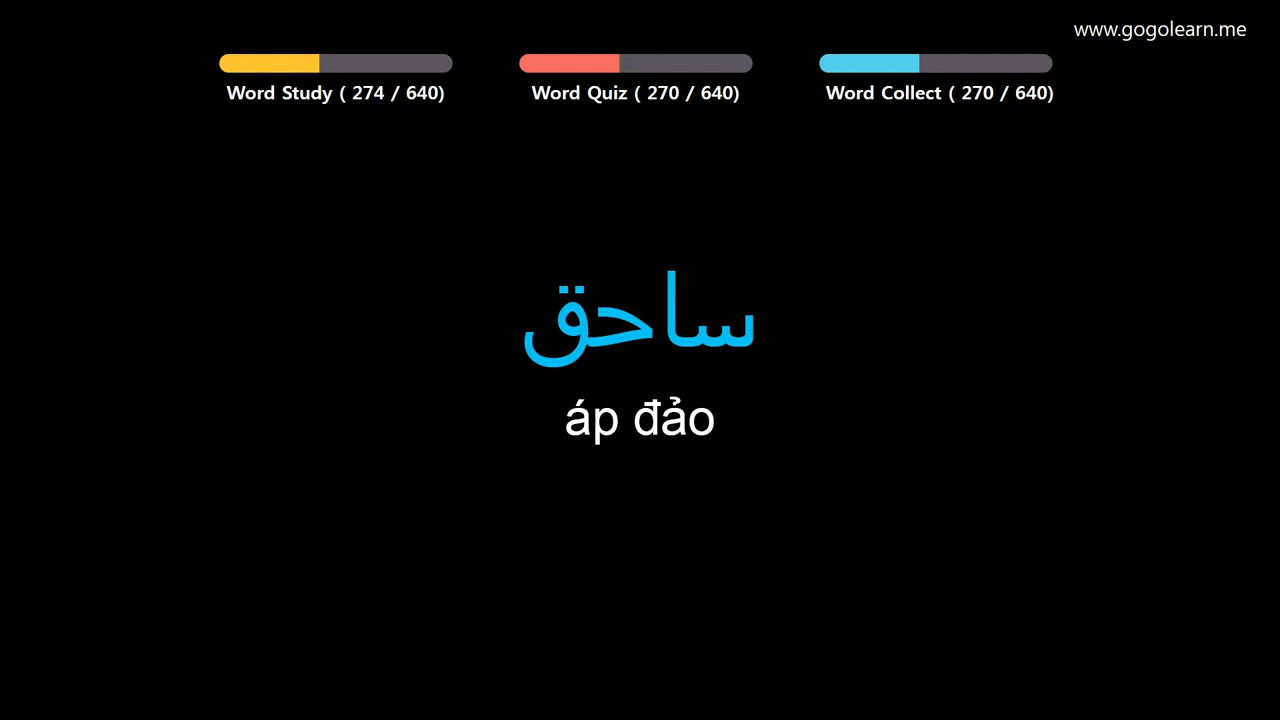 www.gogolearn.me
Word Study ( 274 / 640)
Word Quiz ( 270 / 640)
Word Collect ( 270 / 640)
ساحق
áp đảo